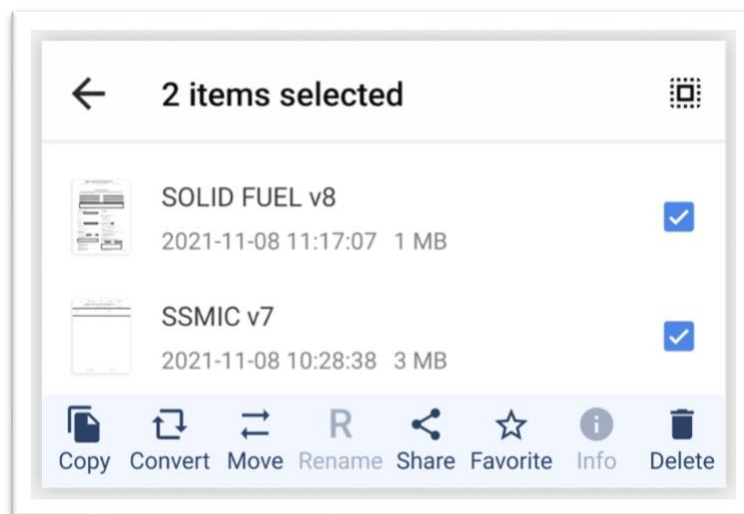 2 items selected
SOLID FUEL v8
2021-11-08 11:17:07 1 MB
SSMIC v7
2021-11-08 10:28:38 3 MB
Copy Convert Move Rename Share Favorite Info Delete